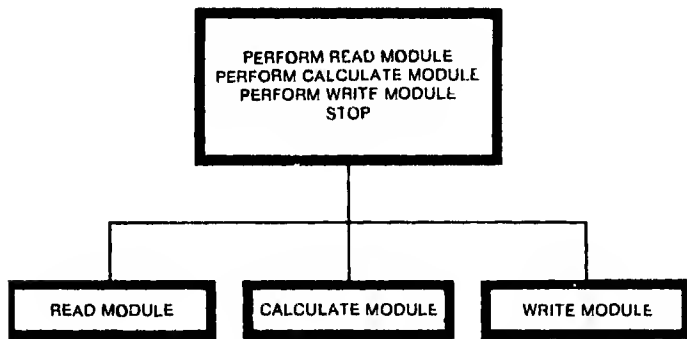 PERFORM READ MODULE
PERFORM CALCULATE MODULE
PERFORM WRITE MODULE
STOP
READ MODULE
CALCULATE MODULE
WRITE MODULE